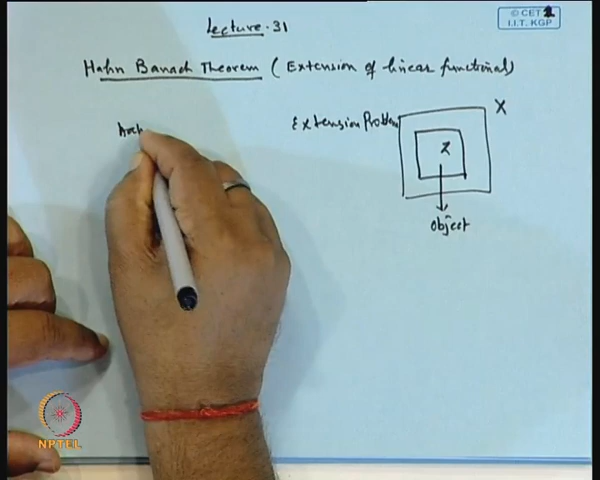 © CET
I.I.T. KGP
Lecture-31
Hahn Banach Theorem (Extension of linear functional)
Extension Problem
X
Z
Object
NPTEL